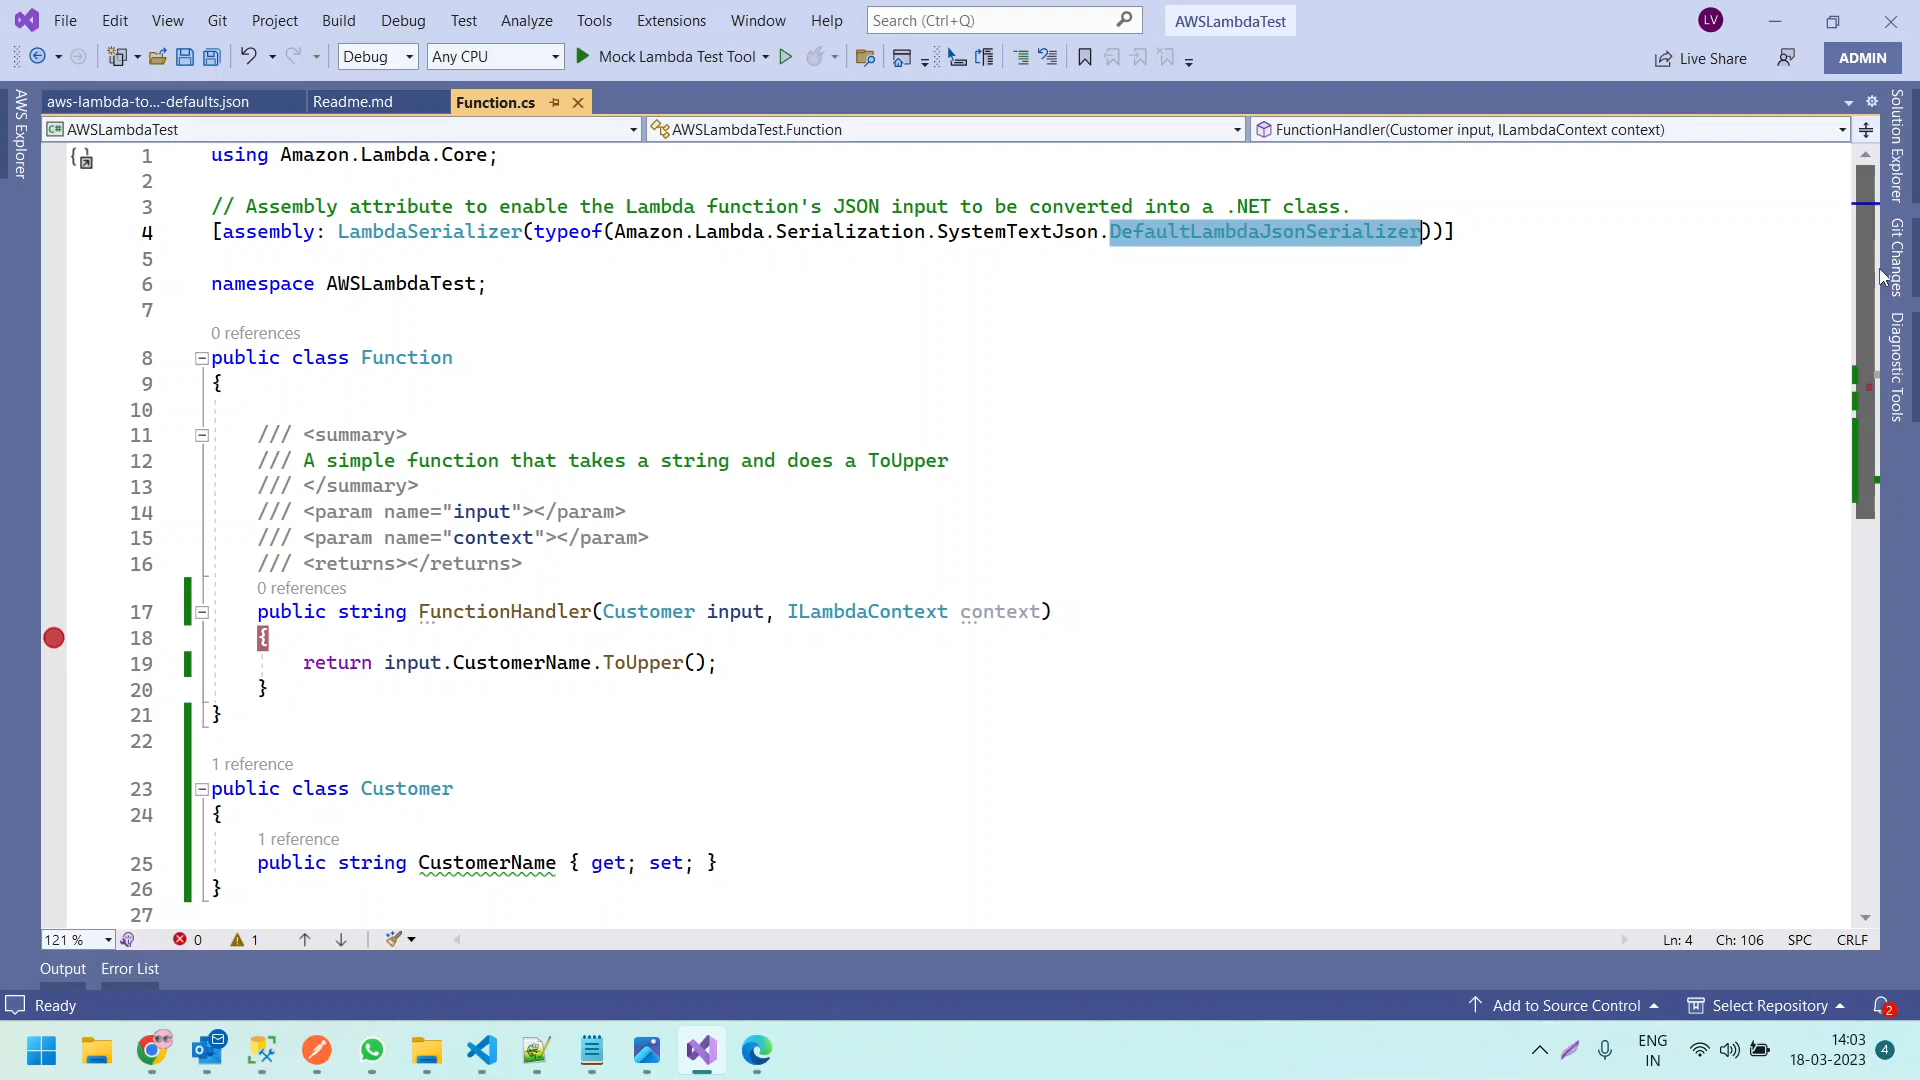 File Edit View Git Project Build Debug Test Analyze Tools Extensions Window Help Search (Ctrl+Q) AWSLambdaTest LV
Debug Any CPU Mock Lambda Test Tool Live Share ADMIN
aws-lambda-to...-defaults.json Readme.md Function.cs
C# AWSLambdaTest AWSLambdaTest.Function FunctionHandler(Customer input, ILambdaContext context)
AWS Explorer
Solution Explorer
Git Changes
Diagnostic Tools
1 using Amazon.Lambda.Core;
2
3 // Assembly attribute to enable the Lambda function's JSON input to be converted into a .NET class.
4 [assembly: LambdaSerializer(typeof(Amazon.Lambda.Serialization.SystemTextJson.DefaultLambdaJsonSerializer))]
5
6 namespace AWSLambdaTest;
7
0 references
8 public class Function
9 {
10
11 /// <summary>
12 /// A simple function that takes a string and does a ToUpper
13 /// </summary>
14 /// <param name="input"></param>
15 /// <param name="context"></param>
16 /// <returns></returns>
0 references
17 public string FunctionHandler(Customer input, ILambdaContext context)
18 {
19 return input.CustomerName.ToUpper();
20 }
21 }
22
1 reference
23 public class Customer
24 {
1 reference
25 public string CustomerName { get; set; }
26 }
27
121 % 0 1 Ln: 4 Ch: 106 SPC CRLF
Output Error List
Ready Add to Source Control Select Repository 2
ENG 14:03
IN 18-03-2023 4